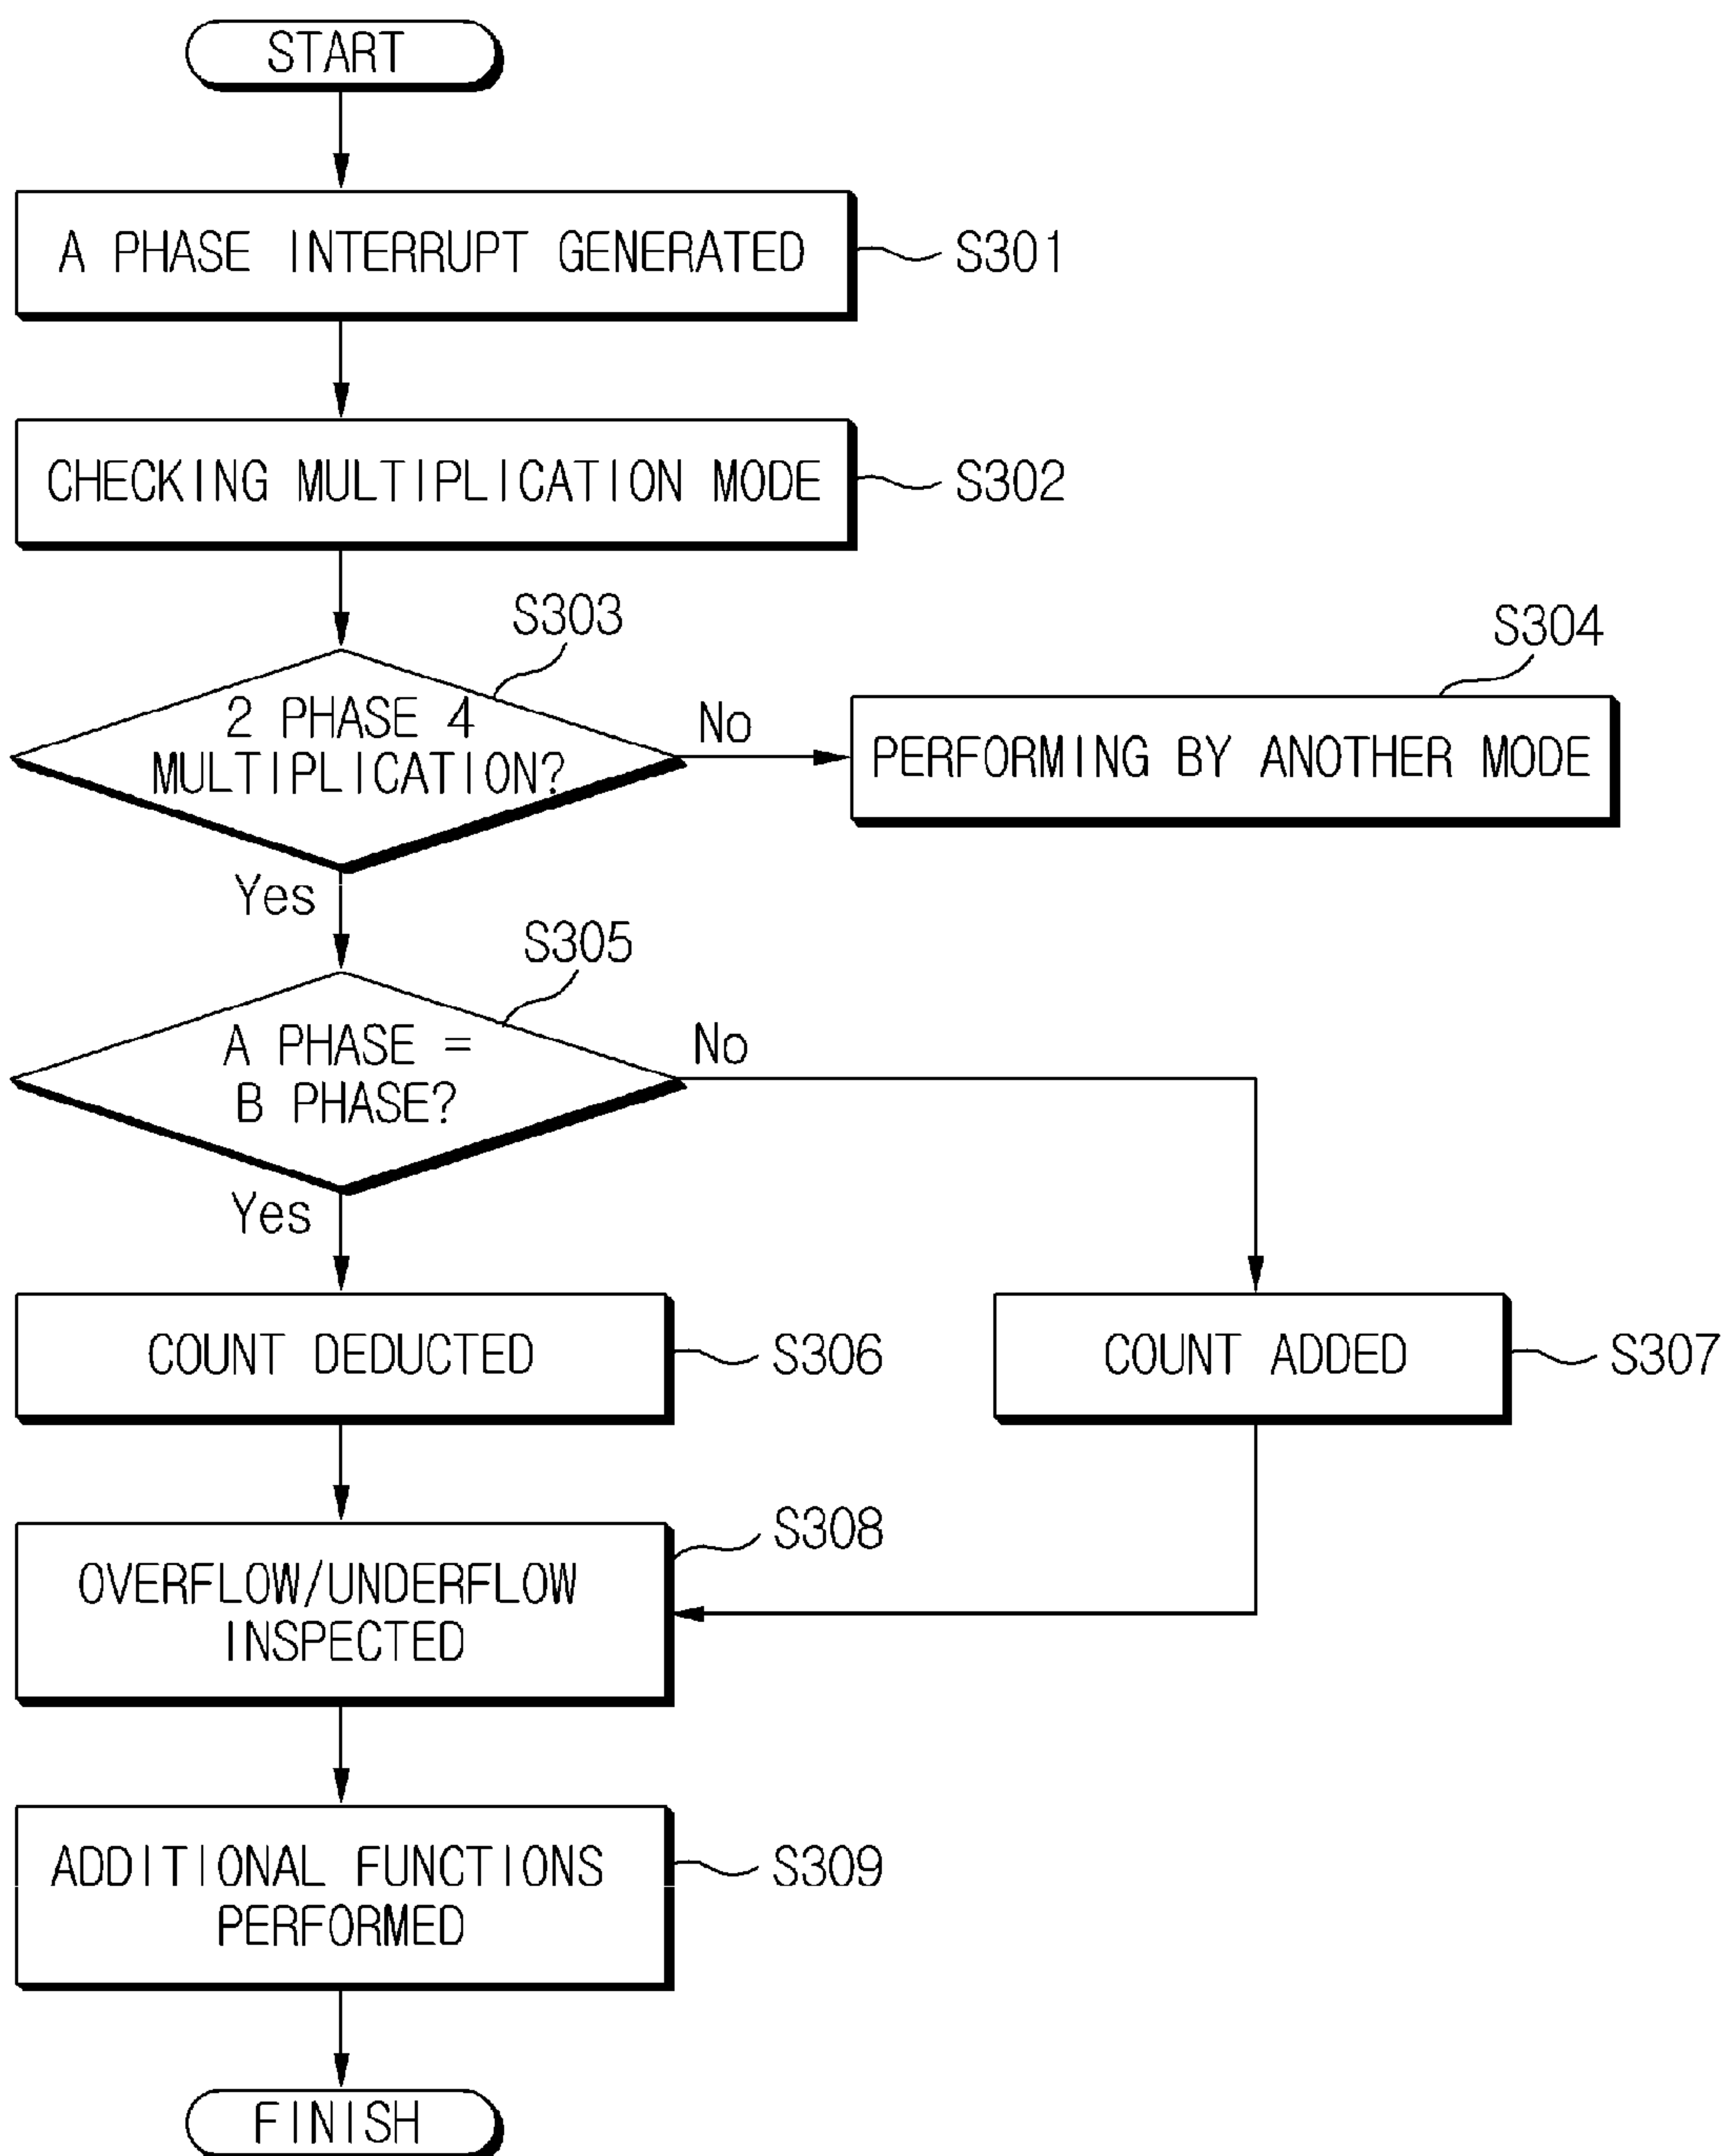 START
A PHASE INTERRUPT GENERATED
S301
CHECKING MULTIPLICATION MODE
S302
S303
2 PHASE 4
MULTIPLICATION?
No
S304
PERFORMING BY ANOTHER MODE
Yes
S305
A PHASE =
B PHASE?
No
Yes
COUNT DEDUCTED
S306
COUNT ADDED
S307
OVERFLOW/UNDERFLOW
INSPECTED
S308
ADDITIONAL FUNCTIONS
PERFORMED
S309
FINISH